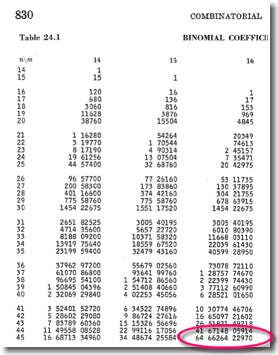 830
COMBINATORIAL
Table 24.1 BINOMIAL COEFFICI
n\m 14 15 16
14 1
15 15 1
16 120 16 1
17 680 136 17
18 3060 816 153
19 11628 3876 969
20 38760 15504 4845
21 1 16280 54264 20349
22 3 19770 1 70544 74613
23 8 17190 4 90314 2 45157
24 19 61256 13 07504 7 35471
25 44 57400 32 68760 20 42975
26 96 57700 77 26160 53 11735
27 200 58300 173 83860 130 37895
28 401 16600 374 42160 304 21755
29 775 58760 775 58760 678 63915
30 1454 22675 1551 17520 1454 22675
31 2651 82525 3005 40195 3005 40195
32 4714 35600 5657 22720 6010 80390
33 8188 09200 10371 58320 11668 03110
34 13919 75640 18559 67520 22039 61430
35 23199 59400 32479 43160 40599 28950
36 37962 97200 55679 02560 73078 72110
37 61070 86800 93641 99760 1 28757 74670
38 96695 54100 1 54712 86560 2 22399 74430
39 1 50845 04396 2 51408 40660 3 77112 60990
40 2 32069 29840 4 02253 45056 6 28521 01650
41 3 52401 52720 6 34322 74896 10 30774 46706
42 5 28602 29080 9 86724 27616 16 65097 21602
43 7 83789 60360 15 15326 56696 26 51821 49218
44 11 49558 08528 22 99116 17056 41 67148 05914
45 16 68713 34960 34 48674 25584 64 66264 22970